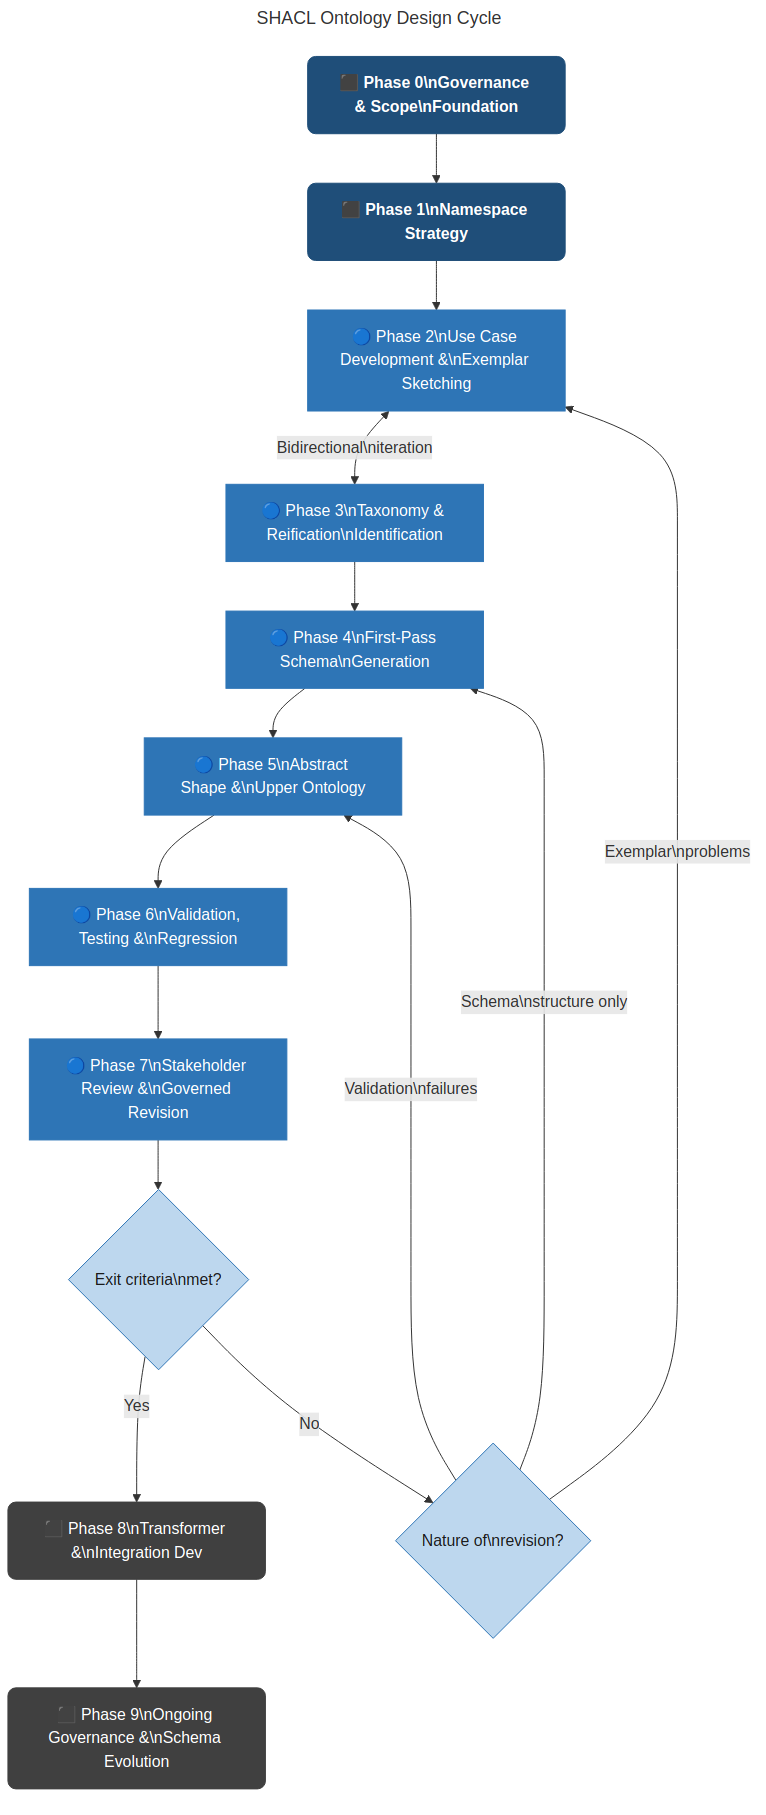 SHACL Ontology Design Cycle
⬛ Phase 0\nGovernance
& Scope\nFoundation
⬛ Phase 1\nNamespace
Strategy
🔵 Phase 2\nUse Case
Development &\nExemplar
Sketching
Bidirectional\niteration
🔵 Phase 3\nTaxonomy &
Reification\nIdentification
🔵 Phase 4\nFirst-Pass
Schema\nGeneration
🔵 Phase 5\nAbstract
Shape &\nUpper Ontology
Exemplar\nproblems
🔵 Phase 6\nValidation,
Testing &\nRegression
Schema\nstructure only
🔵 Phase 7\nStakeholder
Review &\nGoverned
Revision
Validation\nfailures
Exit criteria\nmet?
Yes
No
⬛ Phase 8\nTransformer
&\nIntegration Dev
Nature of\nrevision?
⬛ Phase 9\nOngoing
Governance &\nSchema
Evolution